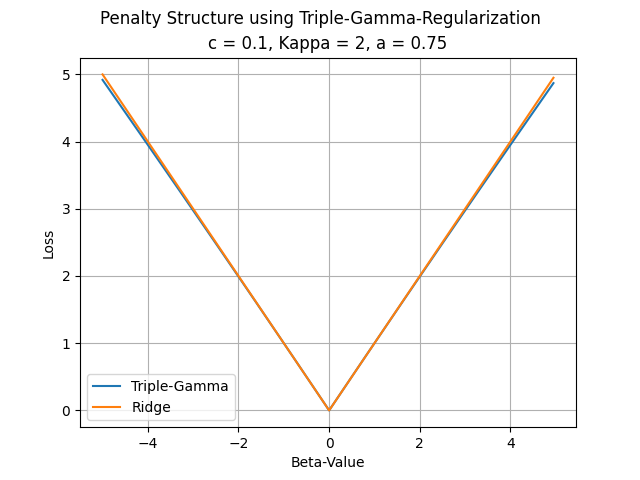 Penalty Structure using Triple-Gamma-Regularization
c = 0.1, Kappa = 2, a = 0.75
5
4
3
2
1
0
Loss
Triple-Gamma
Ridge
−4 −2 0 2 4
Beta-Value